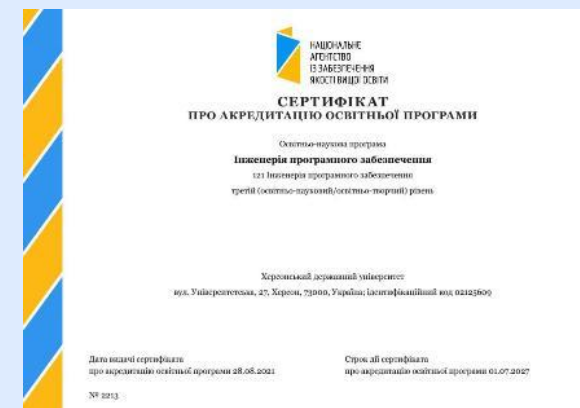 НАЦІОНАЛЬНЕ
АГЕНТСТВО
ІЗ ЗАБЕЗПЕЧЕННЯ
ЯКОСТІ ВИЩОЇ ОСВІТИ
СЕРТИФІКАТ
ПРО АКРЕДИТАЦІЮ ОСВІТНЬОЇ ПРОГРАМИ
Освітньо-наукова програма
Інженерія програмного забезпечення
121 Інженерія програмного забезпечення
третій (освітньо-науковий/освітньо-творчий) рівень
Херсонський державний університет
вул. Університетська, 27, Херсон, 73000, Україна; ідентифікаційний код 02125609
Дата видачі сертифіката
про акредитацію освітньої програми 28.08.2021
Строк дії сертифіката
про акредитацію освітньої програми 01.07.2027
№ 2213